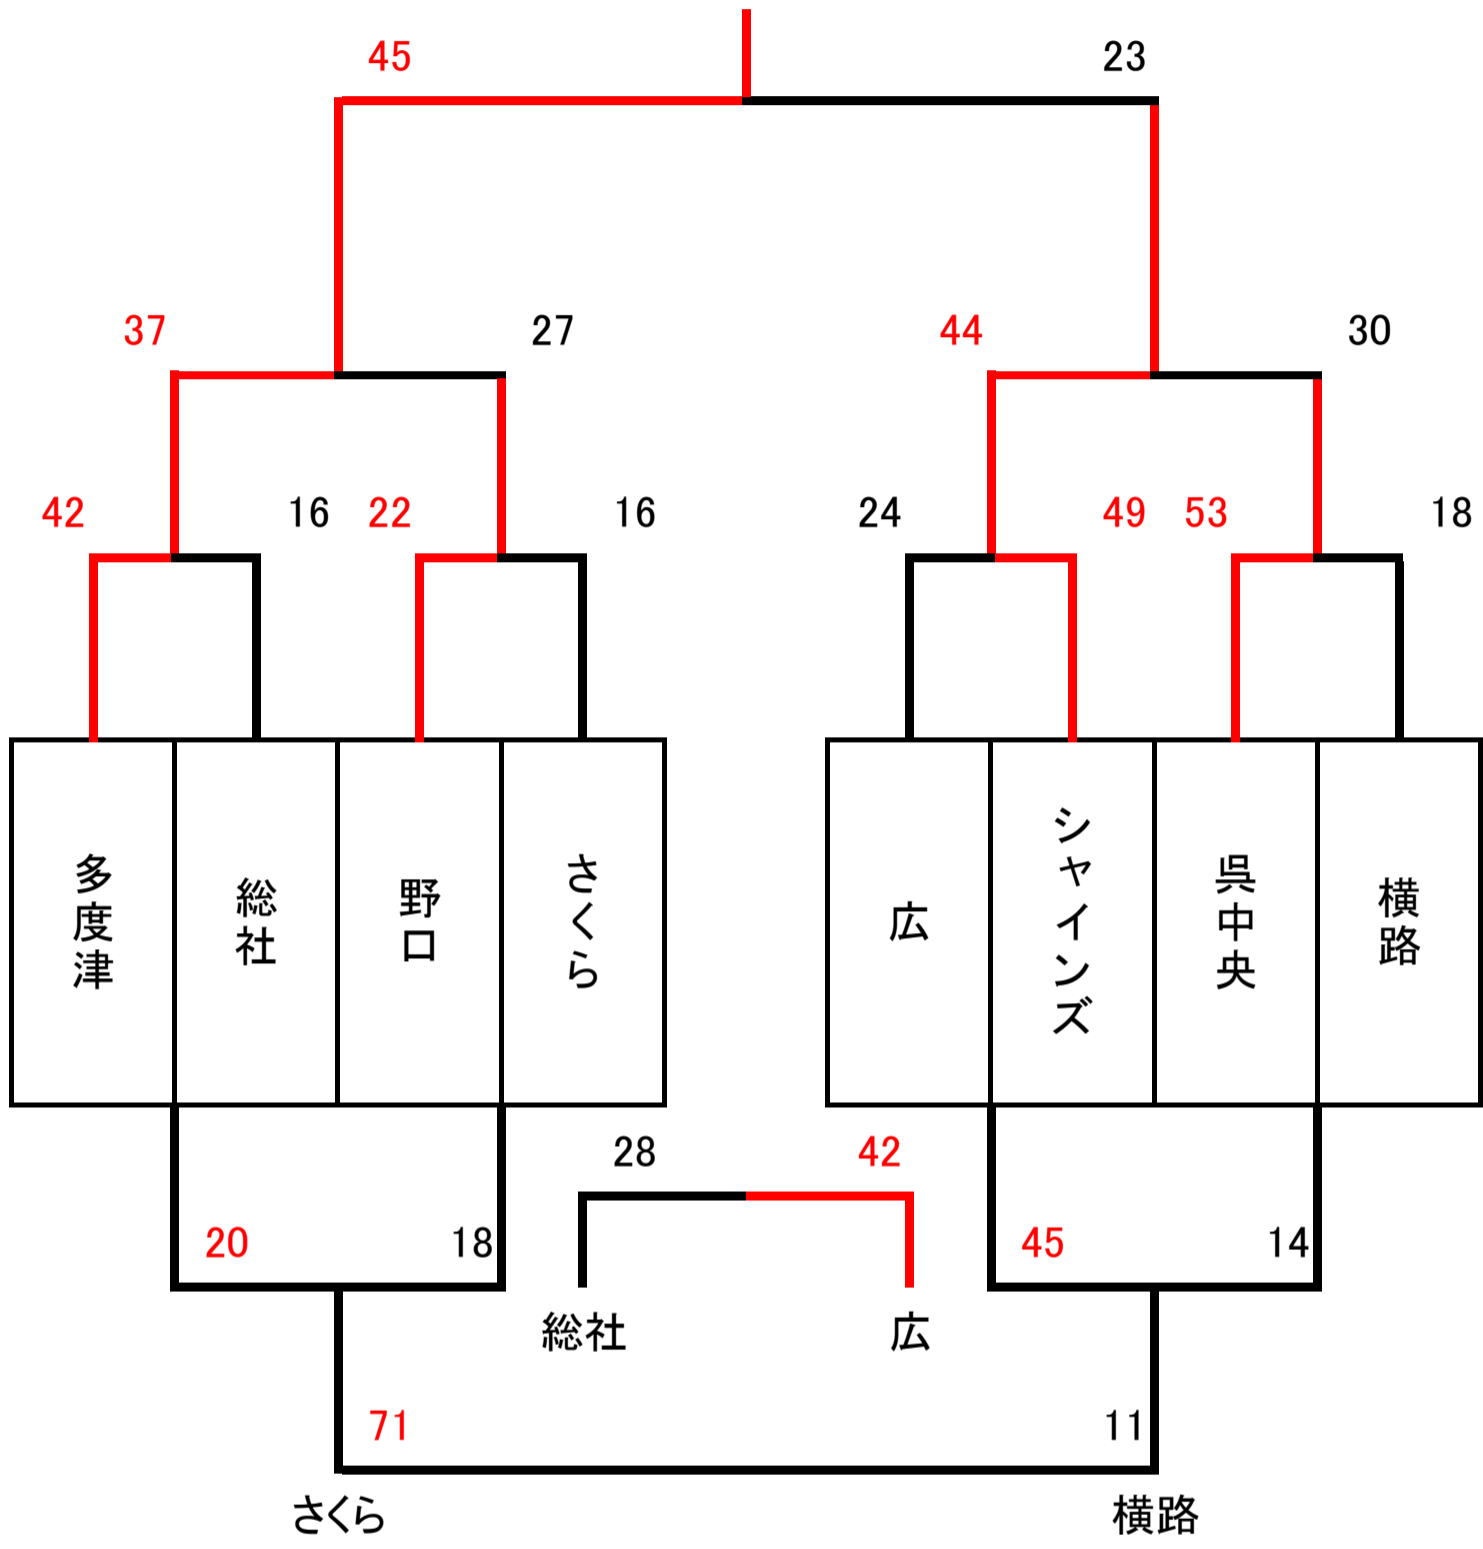 45 23
37 27 44 30
42 16 22 16 24 49 53 18
多度津
総社
野口
さくら
広
シャインズ
呉中央
横路
28 42
20 18 45 14
総社 広
71 11
さくら 横路